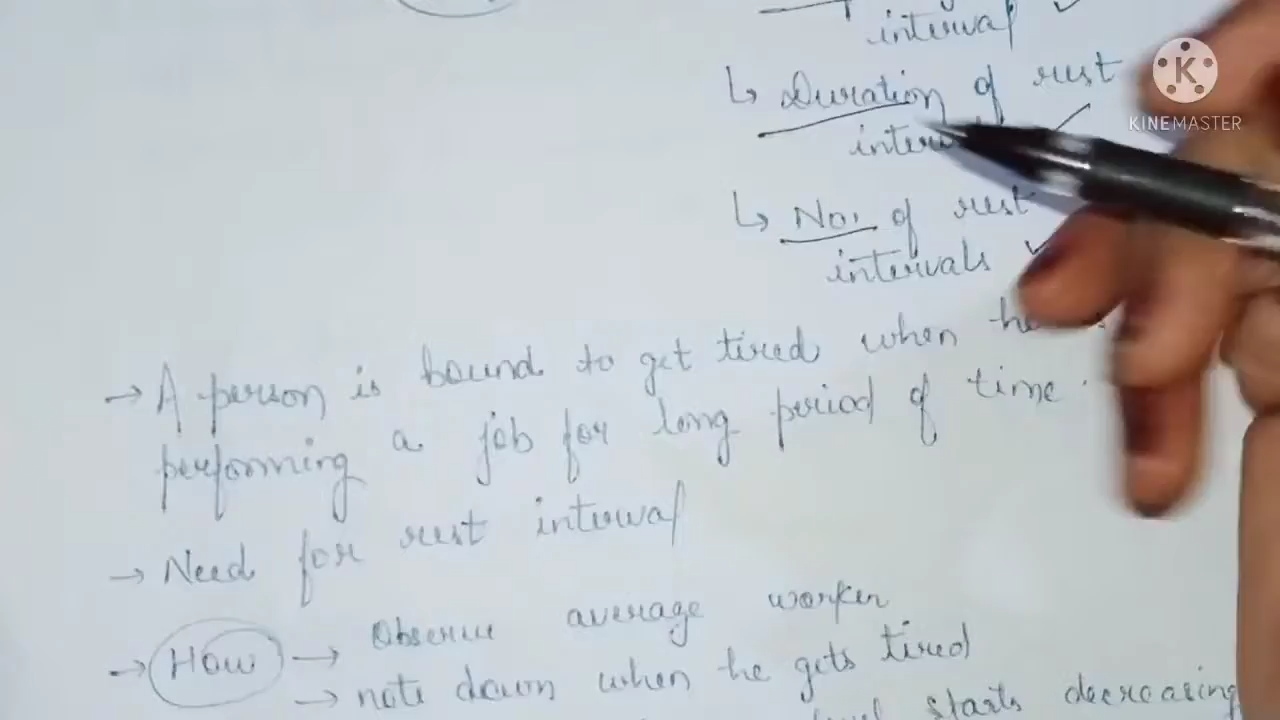 interval ✓
↳ Duration of rest
↳ No. of rest
intervals ✓
→ A person is bound to get tired when he
performing a job for long period of time.
→ Need for rest interval
→ How → Observe average worker
→ note down when he gets tired
starts decreasing
K
KINEMASTER